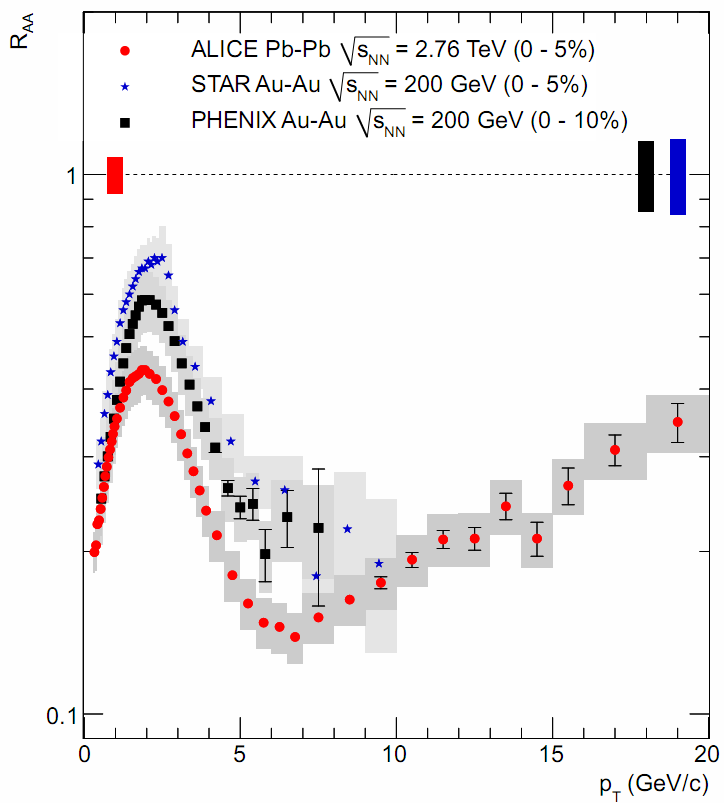 R_AA
ALICE Pb-Pb √s_NN = 2.76 TeV (0 - 5%)
STAR Au-Au √s_NN = 200 GeV (0 - 5%)
PHENIX Au-Au √s_NN = 200 GeV (0 - 10%)
1
0.1
0 5 10 15 20
p_T (GeV/c)